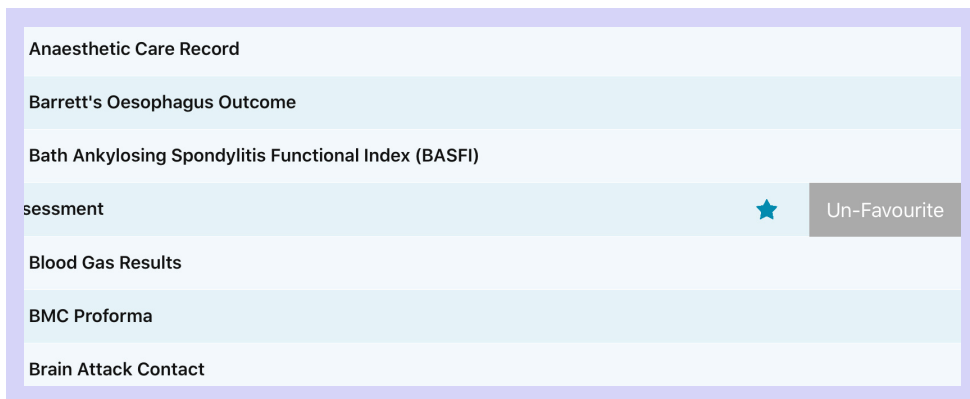 Anaesthetic Care Record
Barrett's Oesophagus Outcome
Bath Ankylosing Spondylitis Functional Index (BASFI)
sessment Un-Favourite
Blood Gas Results
BMC Proforma
Brain Attack Contact